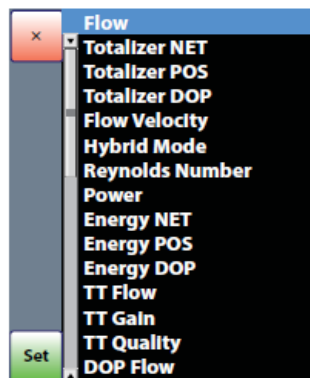 ×
Flow
Totalizer NET
Totalizer POS
Totalizer DOP
Flow Velocity
Hybrid Mode
Reynolds Number
Power
Energy NET
Energy POS
Energy DOP
TT Flow
TT Gain
TT Quality
DOP Flow
Set